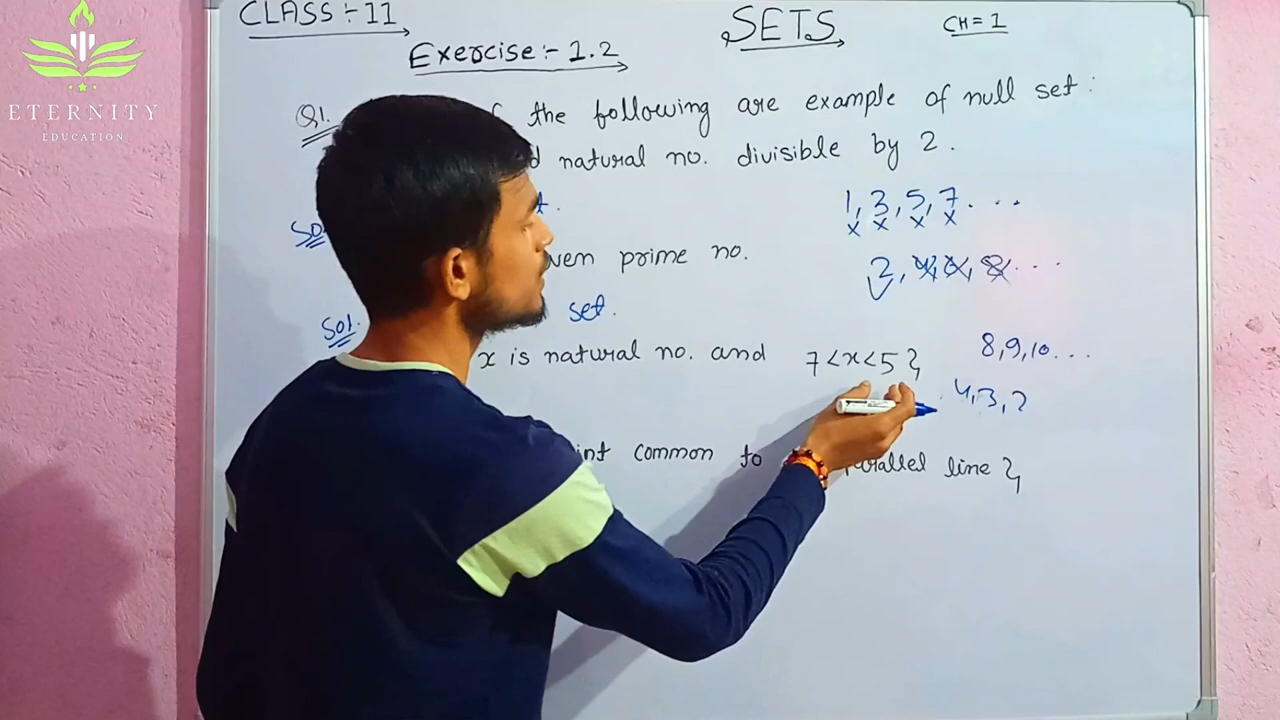 CLASS :- 11
SETS
CH = 1
Exercise :- 1.2
ETERNITY
EDUCATION
Q1. the following are example of null set :
natural no. divisible by 2.
1, 3, 5, 7 . . .
x x x x
prime no.
2, 4, 6, 8, . . .
set.
Sol
x is natural no. and 7 < x < 5 }
8, 9, 10 . . .
4, 3, 2
common to line }